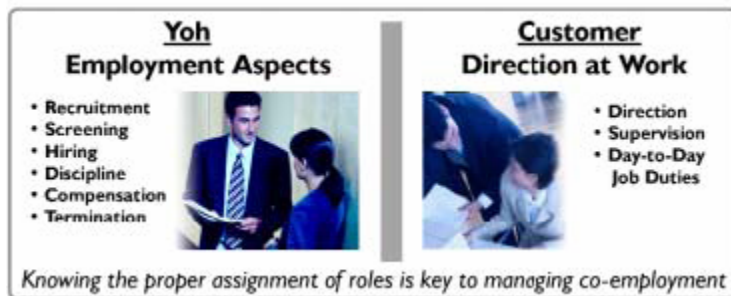 Yoh
Employment Aspects
• Recruitment
• Screening
• Hiring
• Discipline
• Compensation
• Termination
Customer
Direction at Work
• Direction
• Supervision
• Day-to-Day
Job Duties
Knowing the proper assignment of roles is key to managing co-employment